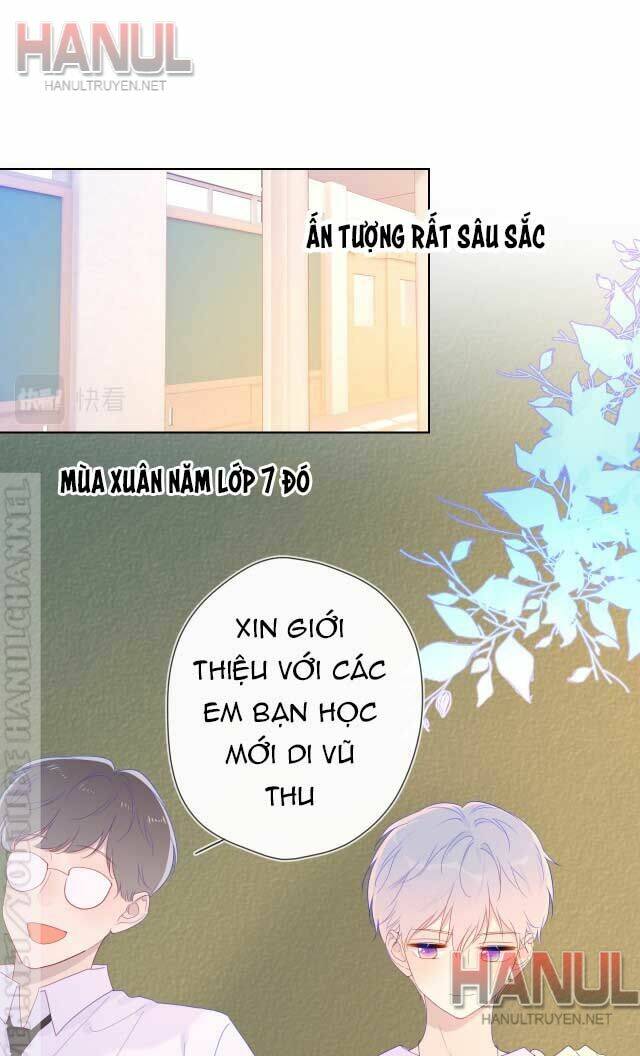 HANUL
HANULTRUYEN.NET
ẤN TƯỢNG RẤT SÂU SẮC
快看
MÙA XUÂN NĂM LỚP 7 ĐÓ
XIN GIỚI
THIỆU VỚI CÁC
EM BẠN HỌC
MỚI DI VŨ
THU
HANUL
HANULTRUYEN.NET